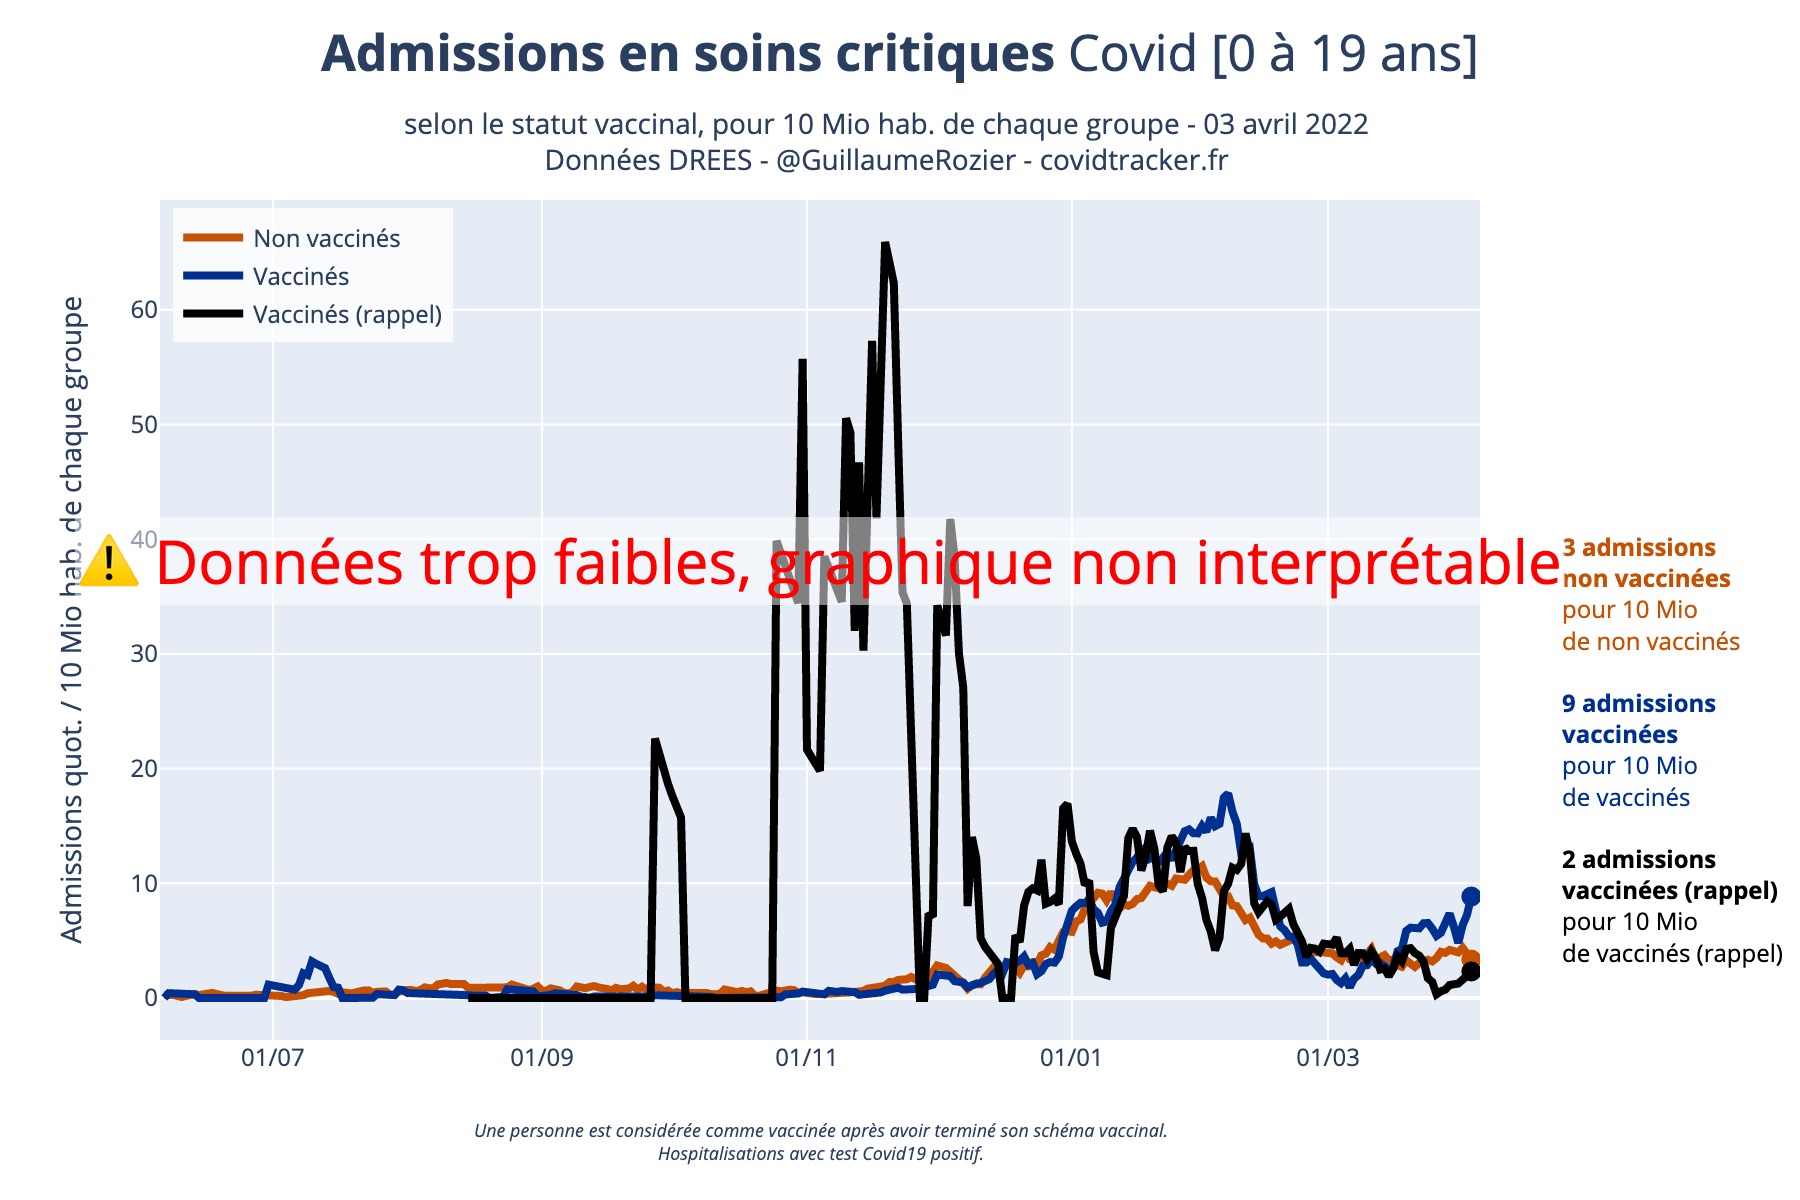 Admissions en soins critiques Covid [0 à 19 ans]
selon le statut vaccinal, pour 10 Mio hab. de chaque groupe - 03 avril 2022
Données DREES - @GuillaumeRozier - covidtracker.fr
Non vaccinés
Vaccinés
Vaccinés (rappel)
Admissions quot. / 10 Mio hab. de chaque groupe
60
50
40
30
20
10
0
⚠️ Données trop faibles, graphique non interprétable
3 admissions
non vaccinées
pour 10 Mio
de non vaccinés
9 admissions
vaccinées
pour 10 Mio
de vaccinés
2 admissions
vaccinées (rappel)
pour 10 Mio
de vaccinés (rappel)
01/07 01/09 01/11 01/01 01/03
Une personne est considérée comme vaccinée après avoir terminé son schéma vaccinal.
Hospitalisations avec test Covid19 positif.